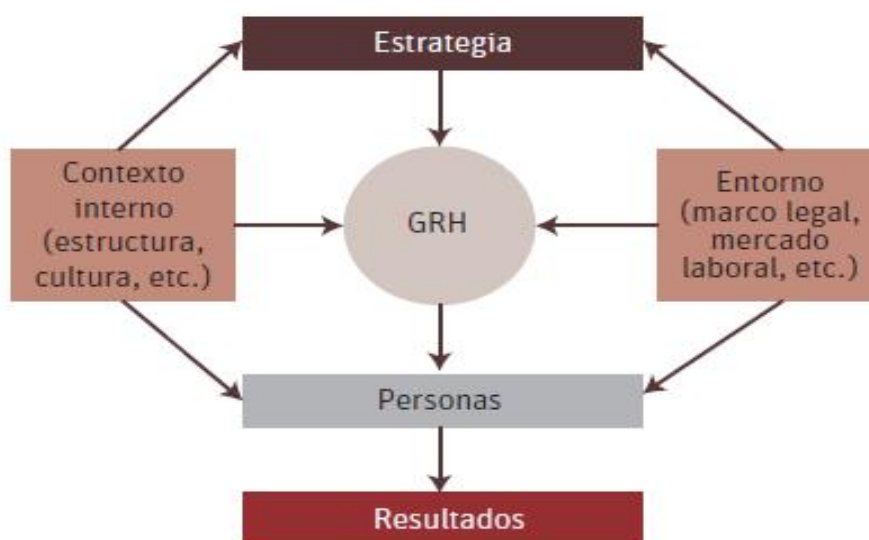 Estrategia
Contexto
interno
(estructura,
cultura, etc.)
GRH
Entorno
(marco legal,
mercado
laboral, etc.)
Personas
Resultados